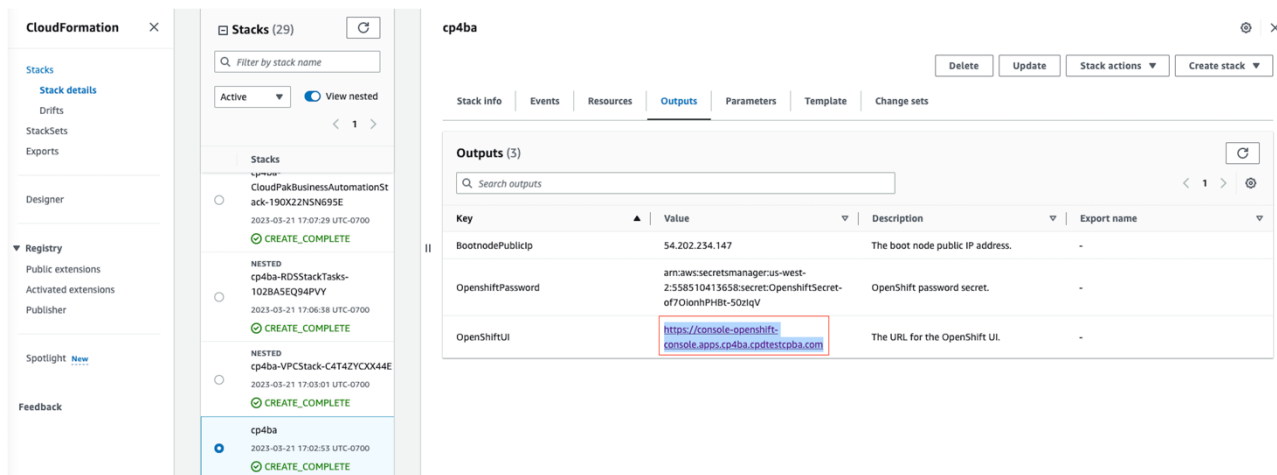 CloudFormation
Stacks
Stack details
Drifts
StackSets
Exports
Designer
Registry
Public extensions
Activated extensions
Publisher
Spotlight New
Feedback
Stacks (29)
Filter by stack name
Active
View nested
1
Stacks
cp4ba-
CloudPakBusinessAutomationSt
ack-190X22NSN695E
2023-03-21 17:07:29 UTC-0700
CREATE_COMPLETE
NESTED
cp4ba-RDSStackTasks-
102BA5EQ94PVY
2023-03-21 17:06:38 UTC-0700
CREATE_COMPLETE
NESTED
cp4ba-VPCStack-C4T4ZYCXX44E
2023-03-21 17:03:01 UTC-0700
CREATE_COMPLETE
cp4ba
2023-03-21 17:02:53 UTC-0700
CREATE_COMPLETE
cp4ba
Delete Update Stack actions Create stack
Stack info Events Resources Outputs Parameters Template Change sets
Outputs (3)
Search outputs
1
Key Value Description Export name
BootnodePublicIp 54.202.234.147 The boot node public IP address. -
arn:aws:secretsmanager:us-west-
OpenshiftPassword 2:558510413658:secret:OpenshiftSecret- OpenShift password secret. -
of7OionhPHBt-50zIqV
https://console-openshift-
OpenShiftUI console.apps.cp4ba.cpdtestcpba.com The URL for the OpenShift UI. -